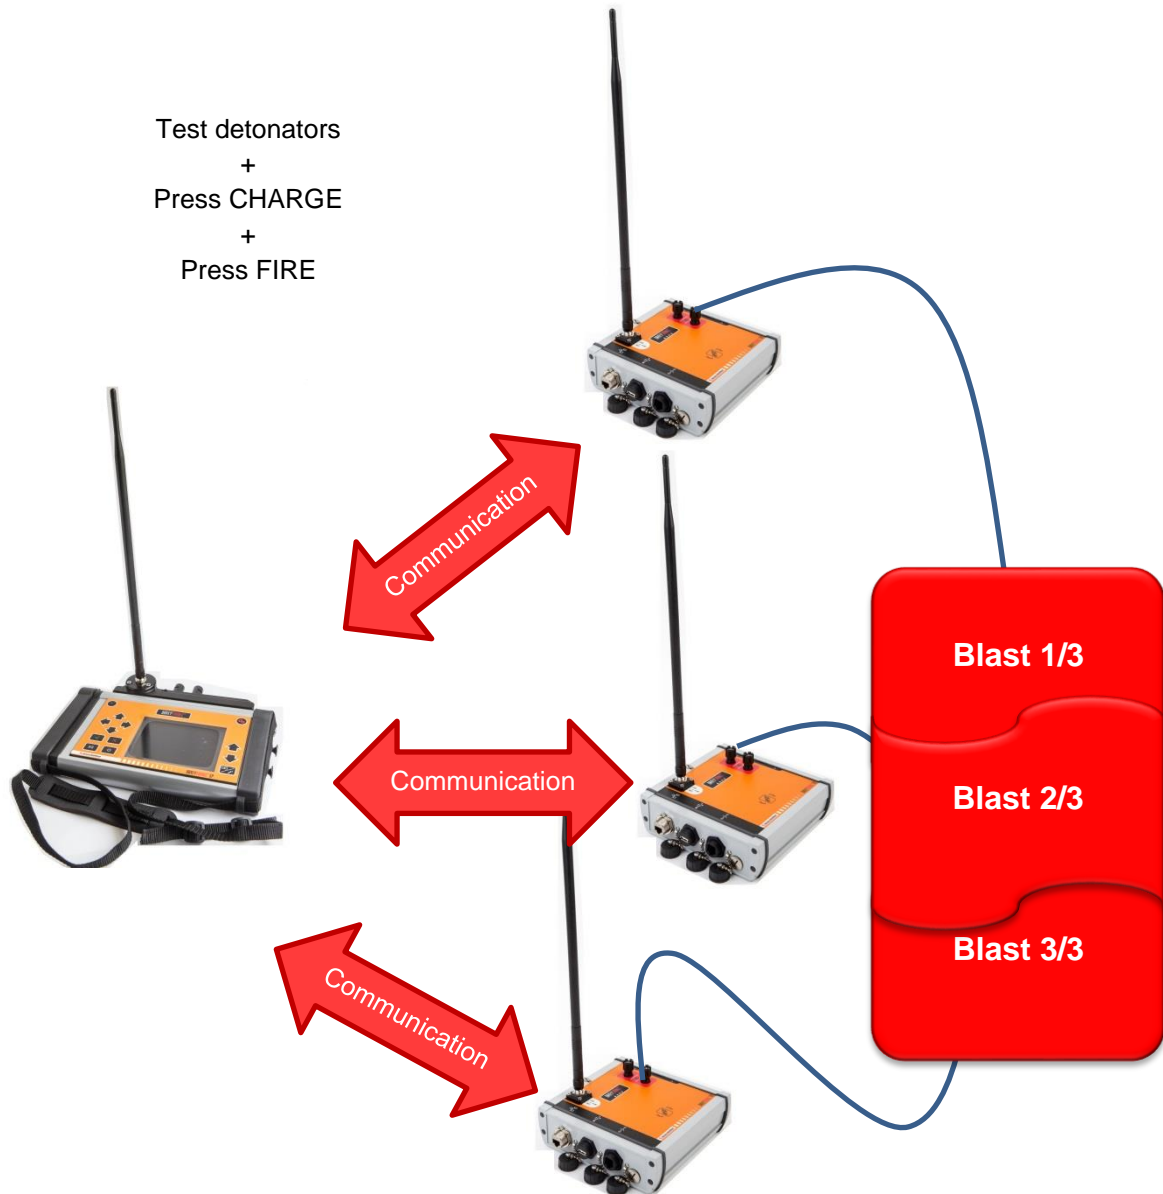 Test detonators
+
Press CHARGE
+
Press FIRE
Communication
Communication
Communication
Blast 1/3
Blast 2/3
Blast 3/3